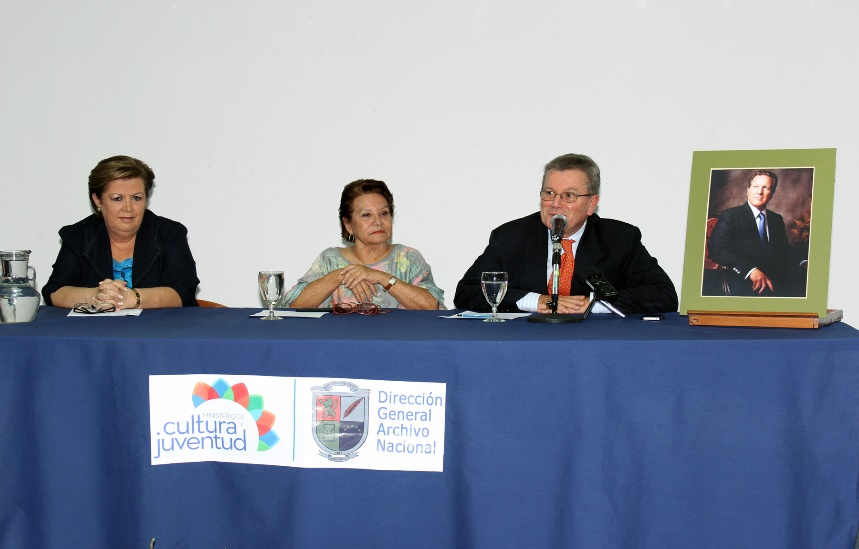 MINISTERIO DE
cultura y
juventud
Dirección
General
Archivo
Nacional